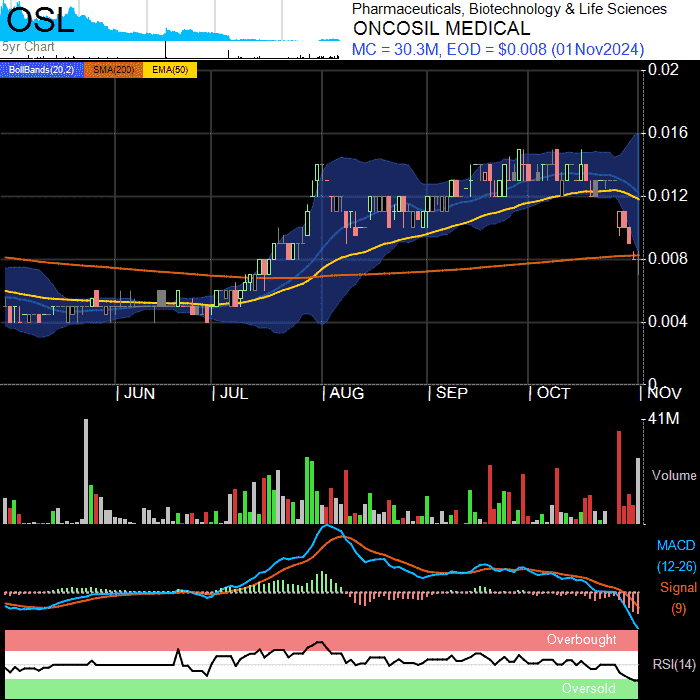 OSL
5yr Chart
Pharmaceuticals, Biotechnology & Life Sciences
ONCOSIL MEDICAL
MC = 30.3M, EOD = $0.008 (01Nov2024)
BollBands(20,2) SMA(200) EMA(50)
0.02
0.016
0.012
0.008
0.004
0
JUN JUL AUG SEP OCT NOV
41M
Volume
MACD
(12-26)
Signal
(9)
Overbought
RSI(14)
Oversold